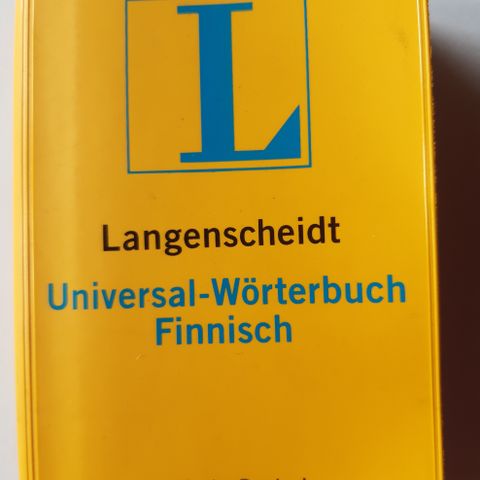 L
Langenscheidt
Universal-Wörterbuch
Finnisch